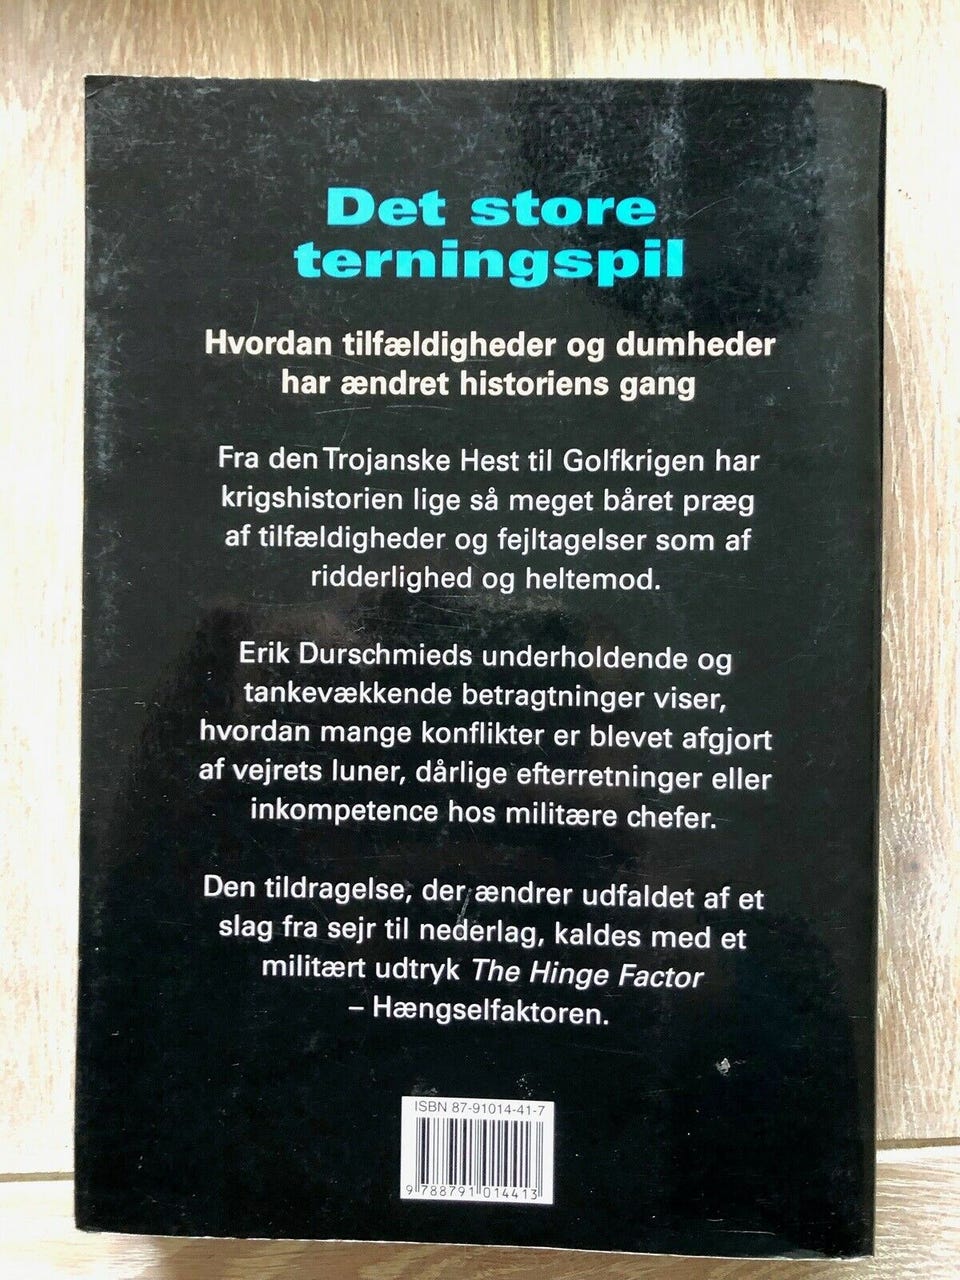 Det store
terningspil
Hvordan tilfældigheder og dumheder
har ændret historiens gang
Fra den Trojanske Hest til Golfkrigen har
krigshistorien lige så meget båret præg
af tilfældigheder og fejltagelser som af
ridderlighed og heltemod.
Erik Durschmieds underholdende og
tankevækkende betragtninger viser,
hvordan mange konflikter er blevet afgjort
af vejrets luner, dårlige efterretninger eller
inkompetence hos militære chefer.
Den tildragelse, der ændrer udfaldet af et
slag fra sejr til nederlag, kaldes med et
militært udtryk The Hinge Factor
– Hængselfaktoren.
ISBN 87-91014-41-7
9 788791 014413